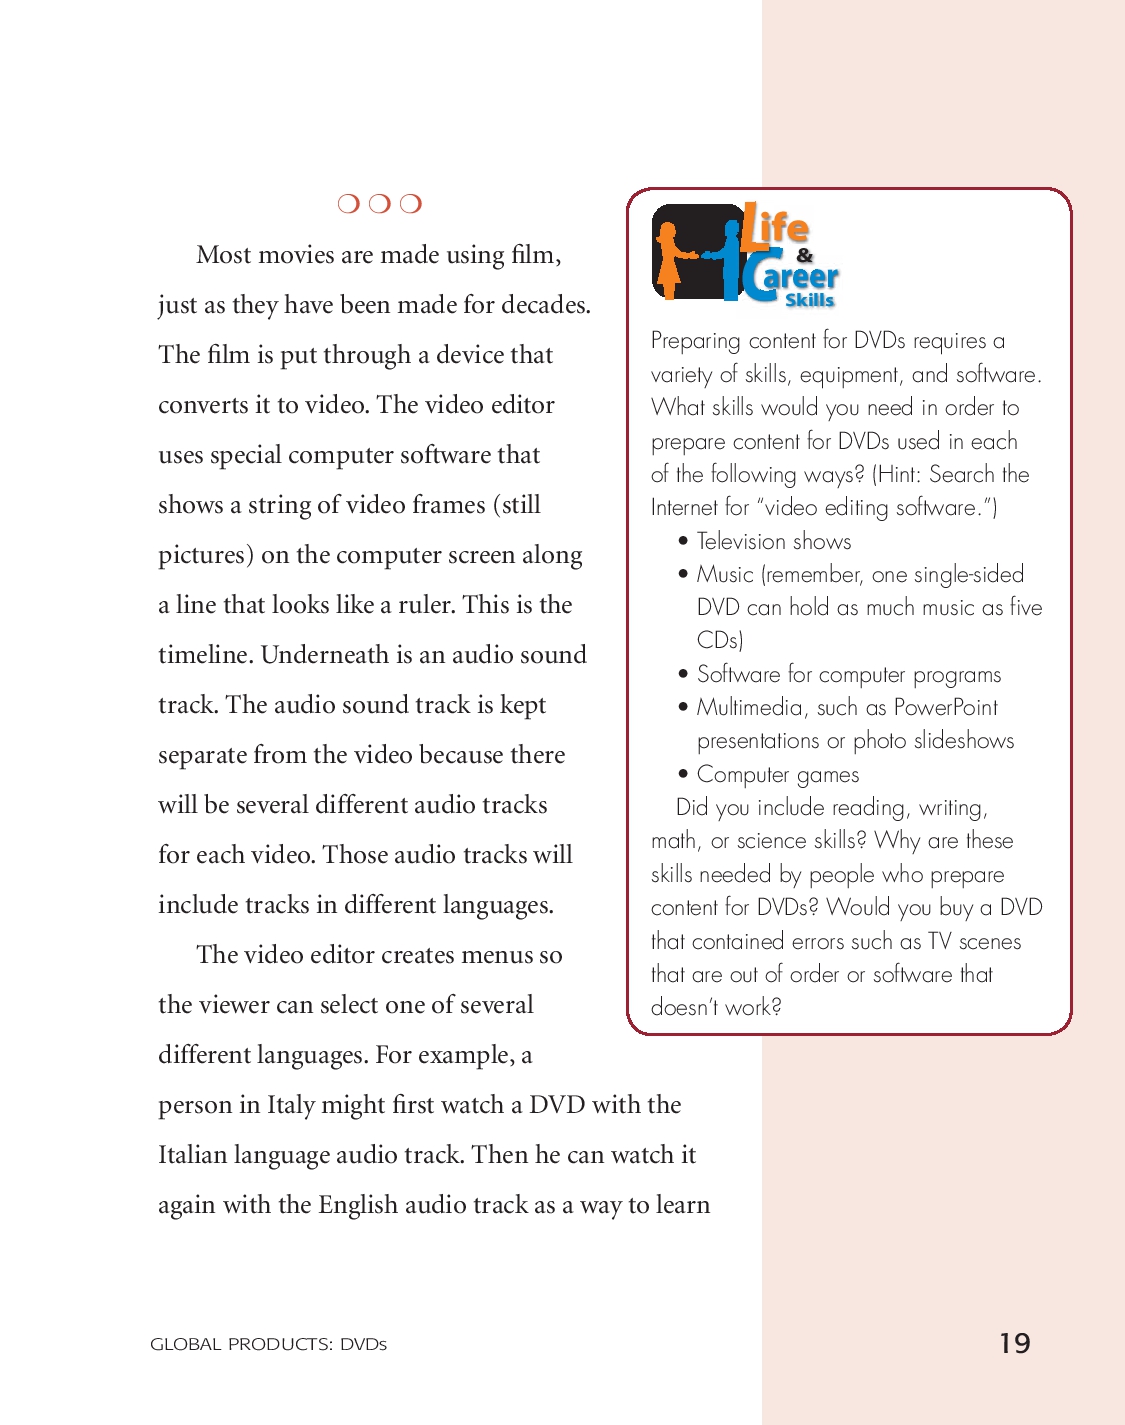 ❍ ❍ ❍
Most movies are made using film,
just as they have been made for decades.
The film is put through a device that
converts it to video. The video editor
uses special computer software that
shows a string of video frames (still
pictures) on the computer screen along
a line that looks like a ruler. This is the
timeline. Underneath is an audio sound
track. The audio sound track is kept
separate from the video because there
will be several different audio tracks
for each video. Those audio tracks will
include tracks in different languages.
The video editor creates menus so
the viewer can select one of several
different languages. For example, a
person in Italy might first watch a DVD with the
Italian language audio track. Then he can watch it
again with the English audio track as a way to learn
Life
&
Career
Skills
Preparing content for DVDs requires a
variety of skills, equipment, and software.
What skills would you need in order to
prepare content for DVDs used in each
of the following ways? (Hint: Search the
Internet for “video editing software.”)
• Television shows
• Music (remember, one single-sided
DVD can hold as much music as five
CDs)
• Software for computer programs
• Multimedia, such as PowerPoint
presentations or photo slideshows
• Computer games
Did you include reading, writing,
math, or science skills? Why are these
skills needed by people who prepare
content for DVDs? Would you buy a DVD
that contained errors such as TV scenes
that are out of order or software that
doesn’t work?
GLOBAL PRODUCTS: DVDs
19